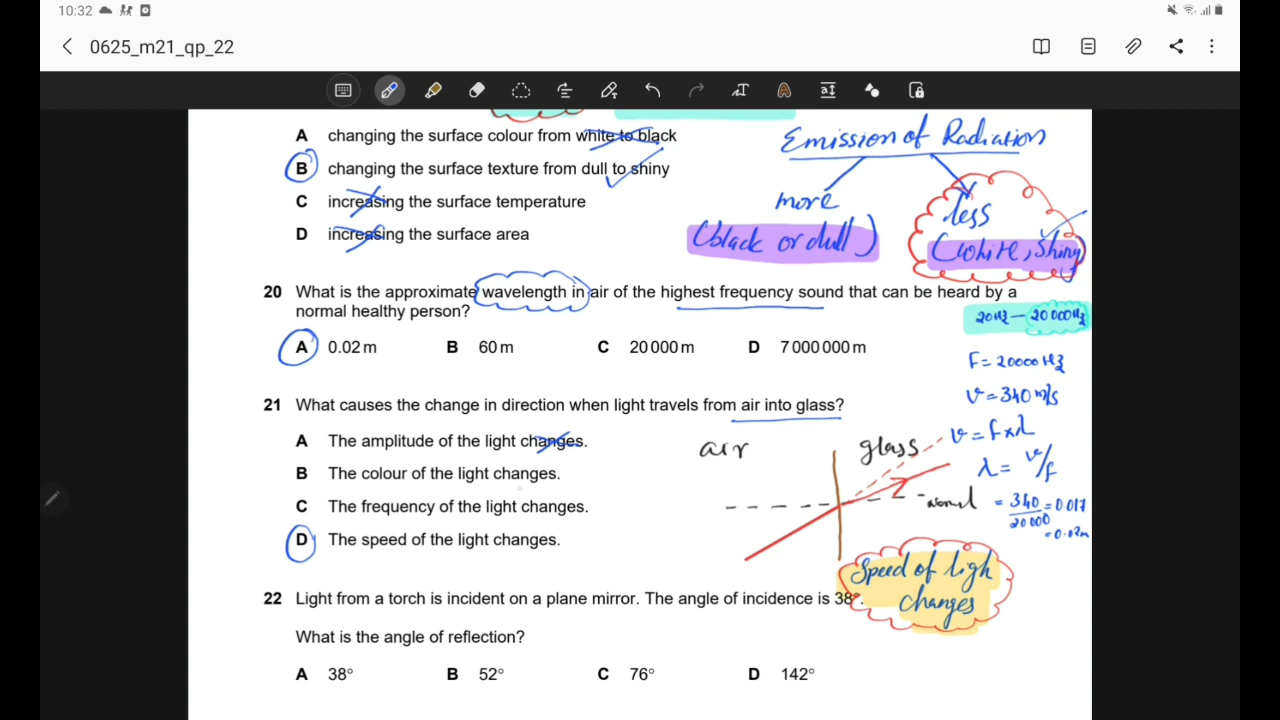 10:32
0625_m21_qp_22
A changing the surface colour from white to black
B changing the surface texture from dull to shiny
C increasing the surface temperature
D increasing the surface area
Emission of Radiation
more
less
(black or dull)
(white, shiny)
20 What is the approximate wavelength in air of the highest frequency sound that can be heard by a
normal healthy person?
20Hz – 20000Hz
A 0.02 m B 60 m C 20 000 m D 7 000 000 m
F = 20000 Hz
v = 340 m/s
21 What causes the change in direction when light travels from air into glass?
v = f x λ
A The amplitude of the light changes.
air
glass
λ = v/f
B The colour of the light changes.
C The frequency of the light changes.
normal
= 340/20000 = 0.017
= 0.02m
D The speed of the light changes.
Speed of ligh
changes
22 Light from a torch is incident on a plane mirror. The angle of incidence is 38°.
What is the angle of reflection?
A 38° B 52° C 76° D 142°